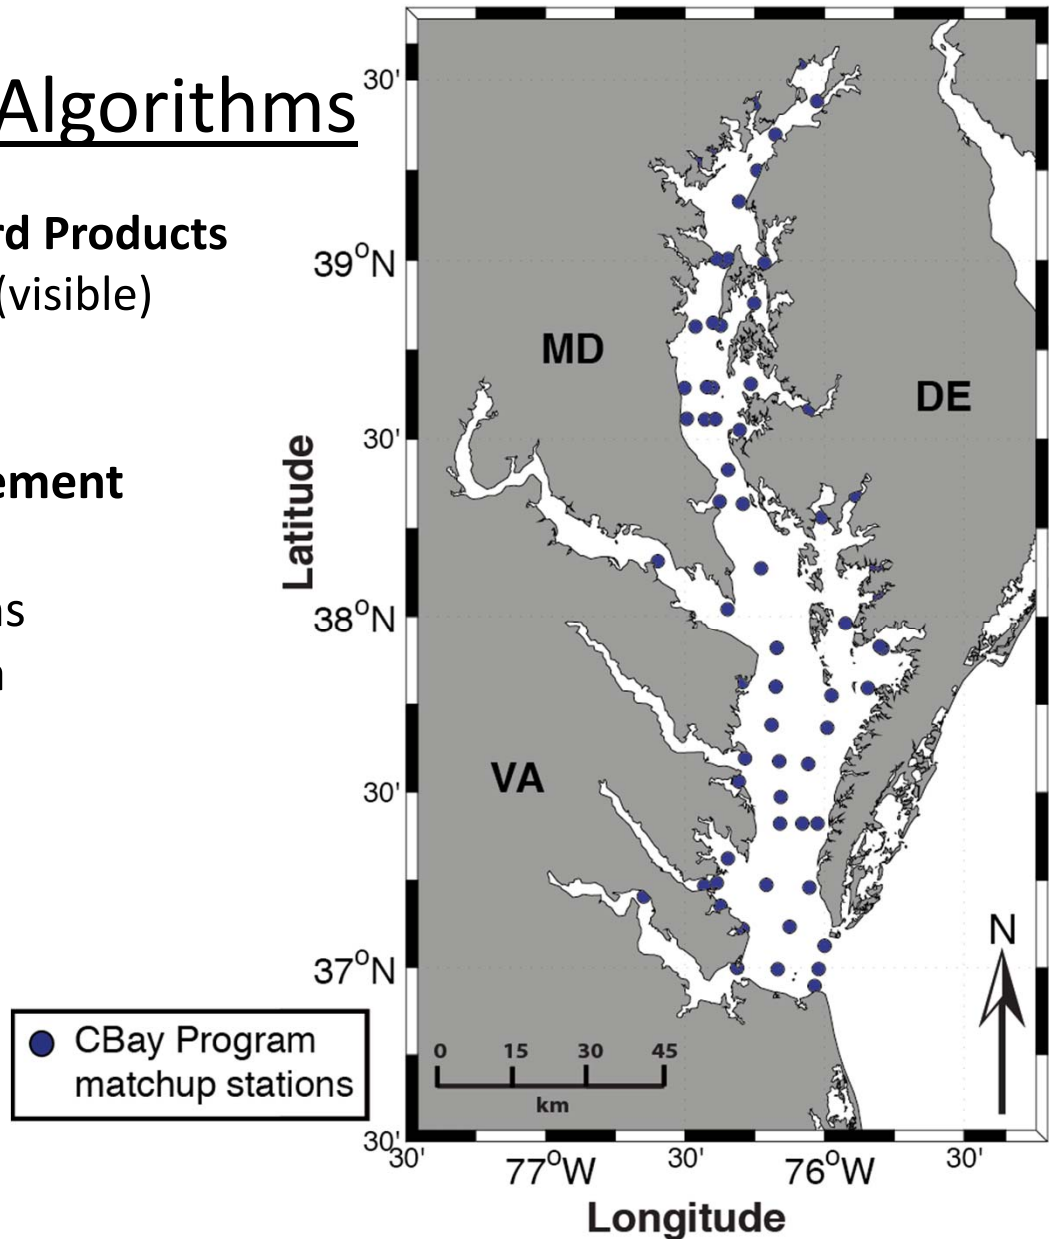 Algorithms
rd Products
(visible)
ement
ns
n
30'
39°N
30'
38°N
30'
37°N
30'
Latitude
MD
DE
VA
N
CBay Program
matchup stations
0 15 30 45
km
30' 77°W 30' 76°W 30'
Longitude